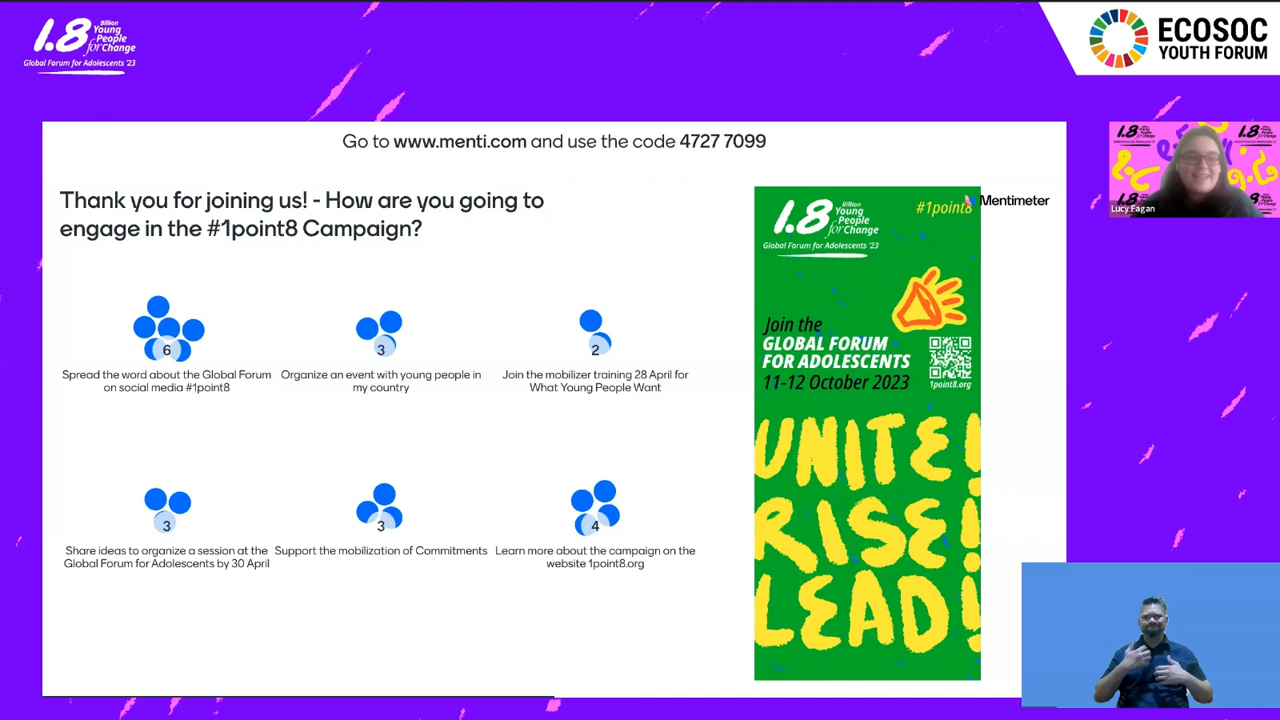 1.8 Billion
Young
People
for Change
Global Forum for Adolescents '23
ECOSOC
YOUTH FORUM
Go to www.menti.com and use the code 4727 7099
Thank you for joining us! - How are you going to
engage in the #1point8 Campaign?
6
Spread the word about the Global Forum
on social media #1point8
3
Organize an event with young people in
my country
2
Join the mobilizer training 28 April for
What Young People Want
3
Share ideas to organize a session at the
Global Forum for Adolescents by 30 April
3
Support the mobilization of Commitments
4
Learn more about the campaign on the
website 1point8.org
1.8 Billion
Young
People
for Change
Global Forum for Adolescents '23
#1point8
Mentimeter
Join the
GLOBAL FORUM
FOR ADOLESCENTS
11-12 October 2023
1point8.org
UNITE!
RISE!
LEAD!
1.8
1.8
Lucy Fagan